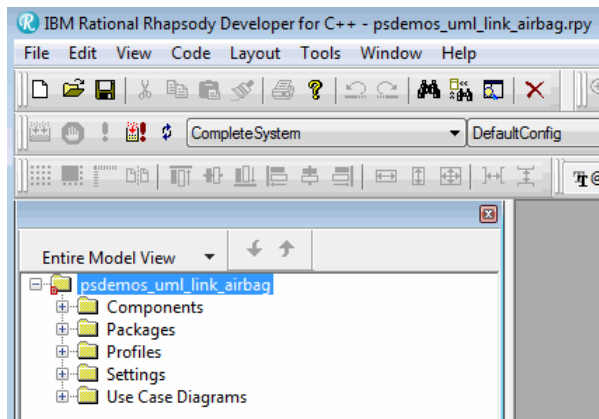 IBM Rational Rhapsody Developer for C++ - psdemos_uml_link_airbag.rpy
File Edit View Code Layout Tools Window Help
CompleteSystem DefaultConfig
Entire Model View
psdemos_uml_link_airbag
Components
Packages
Profiles
Settings
Use Case Diagrams